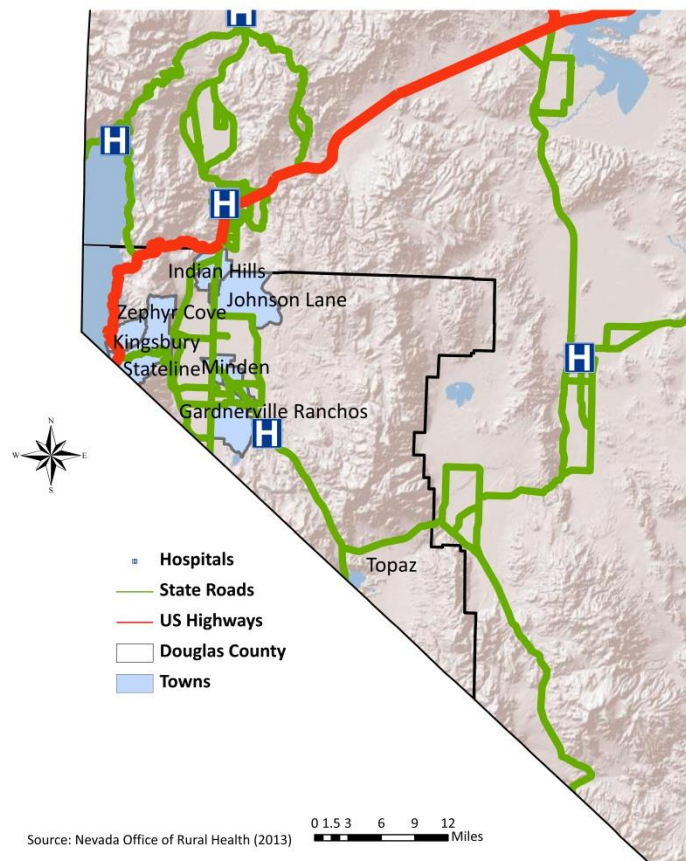 H
H
H
Indian Hills
Johnson Lane
Zephyr Cove
Kingsbury
Stateline
Minden
H
Gardnerville Ranchos
H
N
W E
S
Topaz
Hospitals
State Roads
US Highways
Douglas County
Towns
0 1.5 3 6 9 12
Miles
Source: Nevada Office of Rural Health (2013)